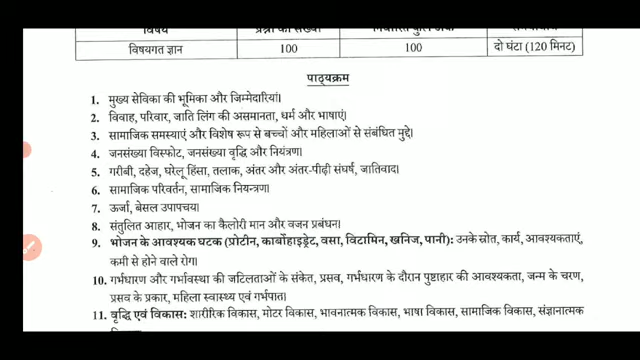 विषय
विषयगत ज्ञान 100 100 दो घंटा (120 मिनट)
पाठ्यक्रम
1. मुख्य सेविका की भूमिका और जिम्मेदारियां।
2. विवाह, परिवार, जाति लिंग की असमानता, धर्म और भाषाएं।
3. सामाजिक समस्याएं और विशेष रूप से बच्चों और महिलाओं से संबंधित मुद्दे।
4. जनसंख्या विस्फोट, जनसंख्या वृद्धि और नियंत्रण।
5. गरीबी, दहेज, घरेलू हिंसा, तलाक, अंतर और अंतर-पीढ़ी संघर्ष, जातिवाद।
6. सामाजिक परिवर्तन, सामाजिक नियन्त्रण।
7. ऊर्जा, बेसल उपापचय।
8. संतुलित आहार, भोजन का कैलोरी मान और वजन प्रबंधन।
9. भोजन के आवश्यक घटक (प्रोटीन, कार्बोहाइड्रेट, वसा, विटामिन, खनिज, पानी): उनके स्रोत, कार्य, आवश्यकताएं,
कमी से होने वाले रोग।
10. गर्भधारण और गर्भावस्था की जटिलताओं के संकेत, प्रसव, गर्भधारण के दौरान पुष्टाहार की आवश्यकता, जन्म के चरण,
प्रसव के प्रकार, महिला स्वास्थ्य एवं गर्भपात।
11. वृद्धि एवं विकास: शारीरिक विकास, मोटर विकास, भावनात्मक विकास, भाषा विकास, सामाजिक विकास, संज्ञानात्मक